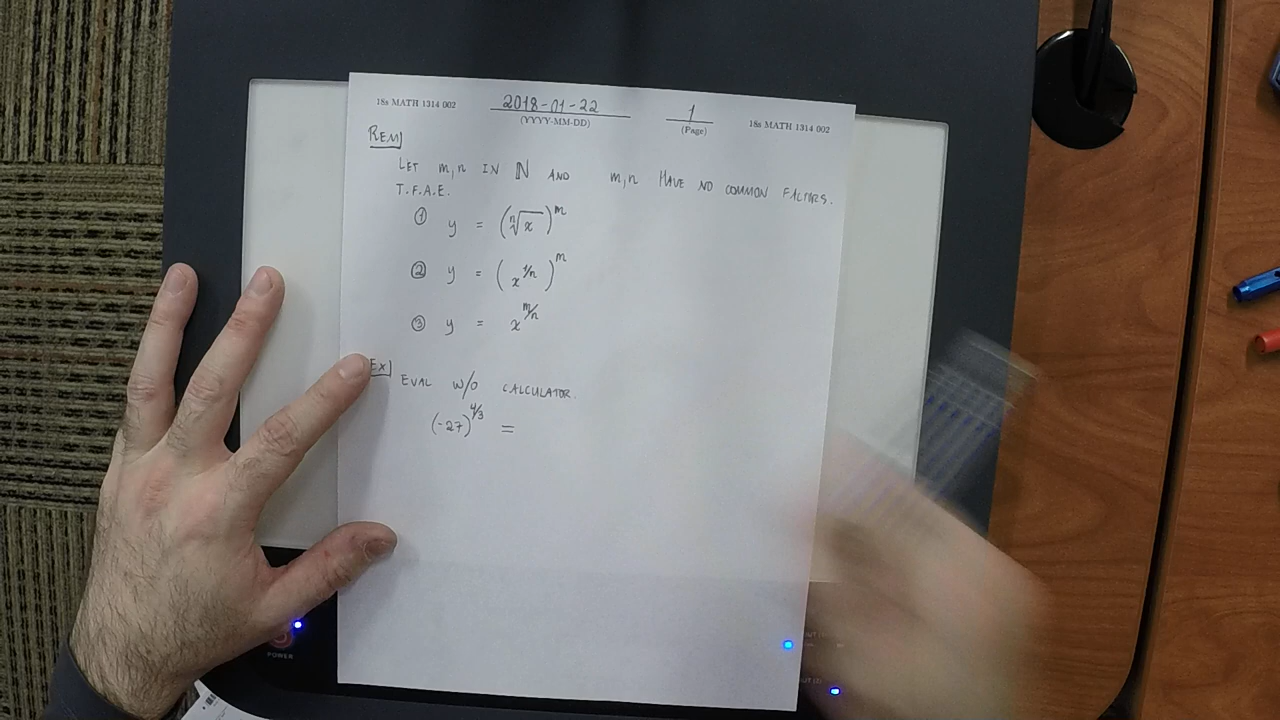 18s MATH 1314 002 2018-01-22 1 18s MATH 1314 002
(YYYY-MM-DD) (Page)
REM
LET m,n IN ℕ AND m,n HAVE NO COMMON FACTORS.
T.F.A.E.
① y = (ⁿ√x)^m
② y = (x^{1/n})^m
③ y = x^{m/n}
EX
EVAL W/O CALCULATOR.
(-27)^{4/3} =
POWER